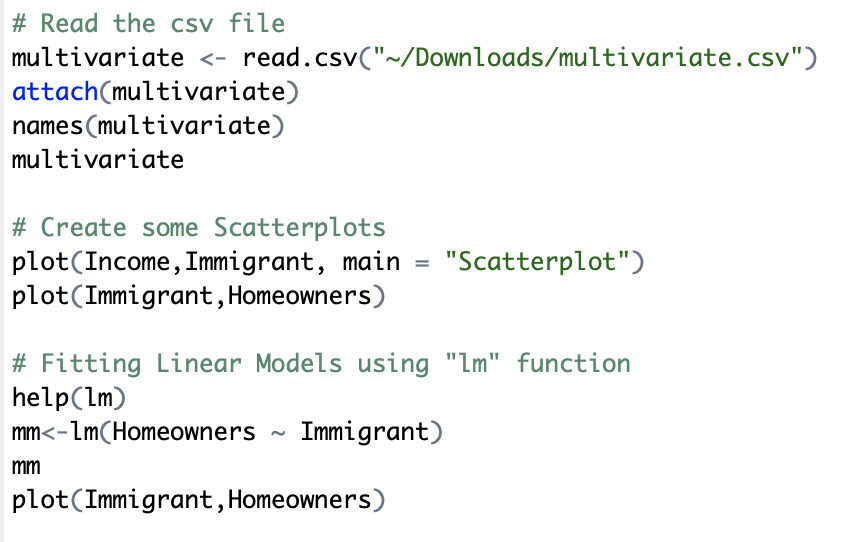 # Read the csv file
multivariate <- read.csv("~/Downloads/multivariate.csv")
attach(multivariate)
names(multivariate)
multivariate
# Create some Scatterplots
plot(Income,Immigrant, main = "Scatterplot")
plot(Immigrant,Homeowners)
# Fitting Linear Models using "lm" function
help(lm)
mm<-lm(Homeowners ~ Immigrant)
mm
plot(Immigrant,Homeowners)